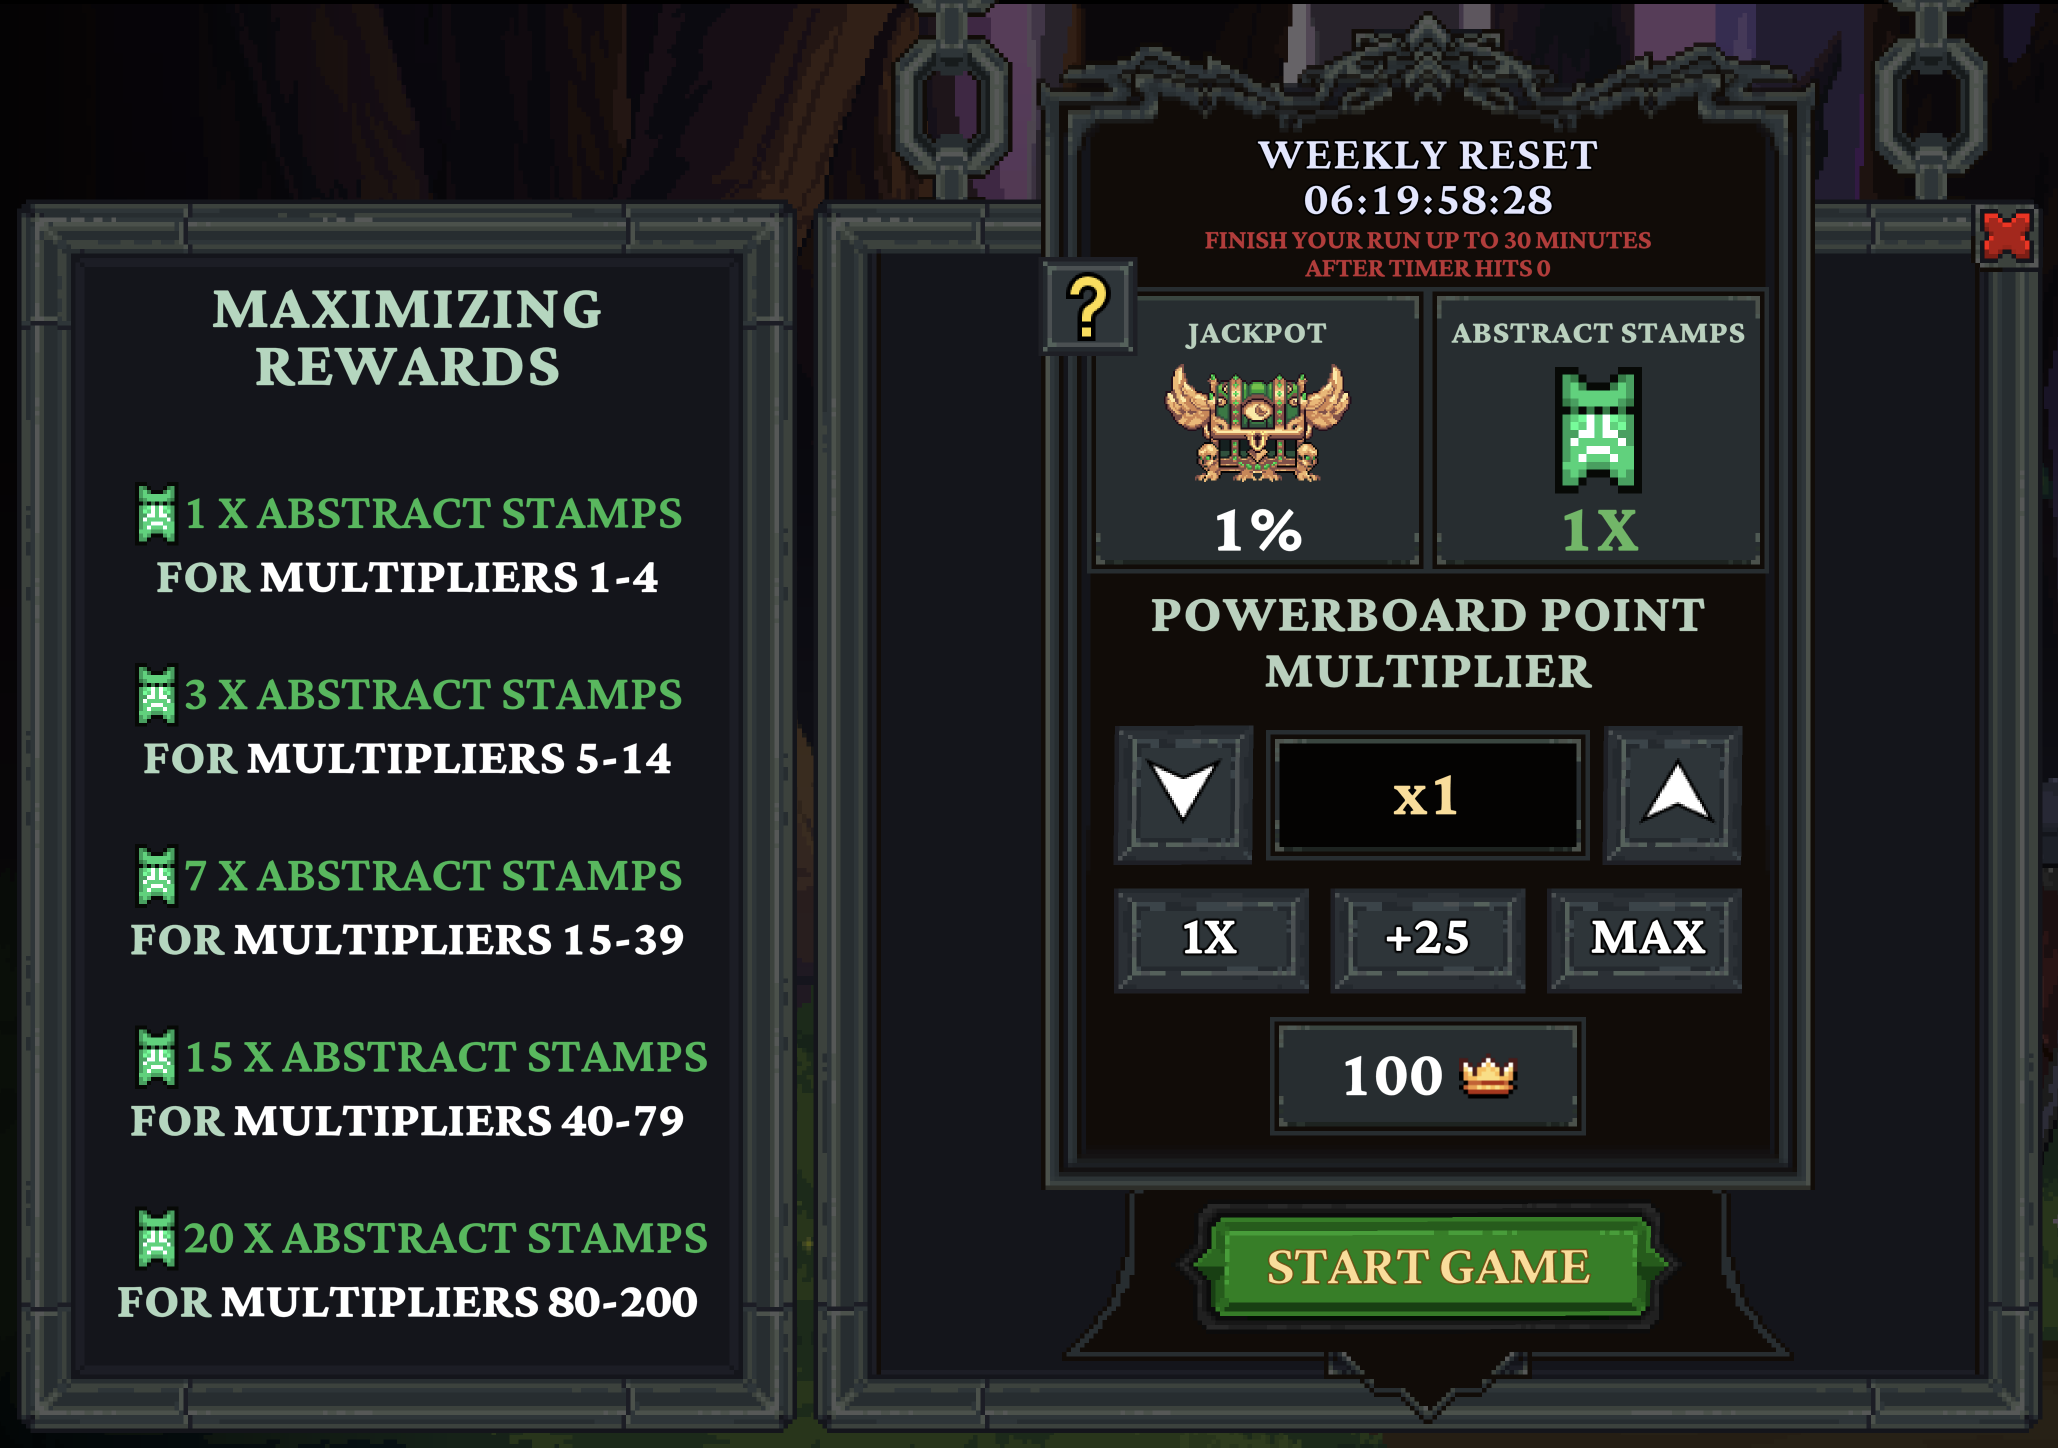 MAXIMIZING
REWARDS
1 X ABSTRACT STAMPS
FOR MULTIPLIERS 1-4
3 X ABSTRACT STAMPS
FOR MULTIPLIERS 5-14
7 X ABSTRACT STAMPS
FOR MULTIPLIERS 15-39
15 X ABSTRACT STAMPS
FOR MULTIPLIERS 40-79
20 X ABSTRACT STAMPS
FOR MULTIPLIERS 80-200
WEEKLY RESET
06:19:58:28
FINISH YOUR RUN UP TO 30 MINUTES
AFTER TIMER HITS 0
?
JACKPOT
1%
ABSTRACT STAMPS
1X
POWERBOARD POINT
MULTIPLIER
x1
1X
+25
MAX
100
START GAME